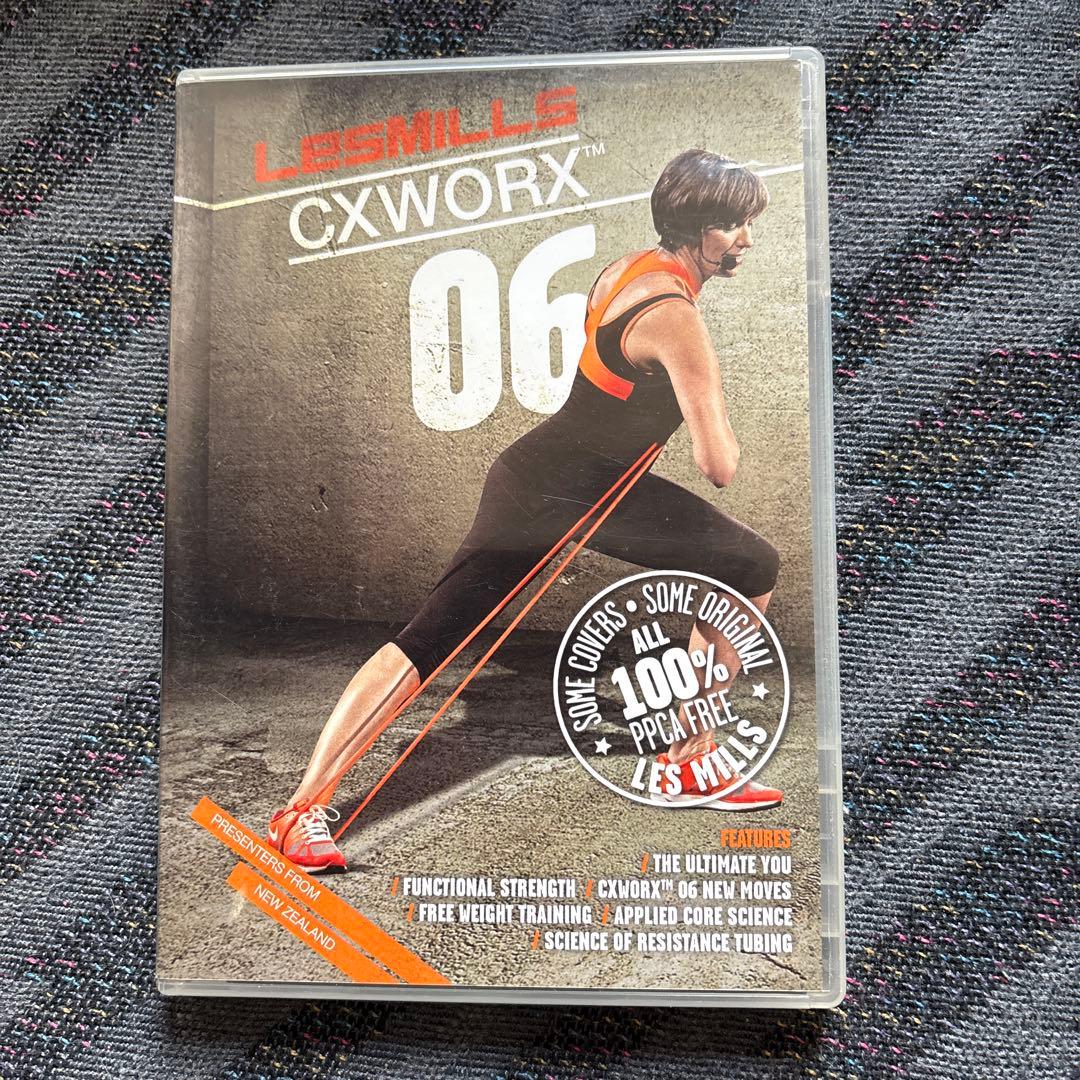 LESMILLS
CXWORX™
06
SOME COVERS • SOME ORIGINAL
ALL
100%
PPCA FREE
★ LES MILLS ★
PRESENTERS FROM
NEW ZEALAND
FEATURES
/ THE ULTIMATE YOU
/ FUNCTIONAL STRENGTH / CXWORX™ 06 NEW MOVES
/ FREE WEIGHT TRAINING / APPLIED CORE SCIENCE
/ SCIENCE OF RESISTANCE TUBING